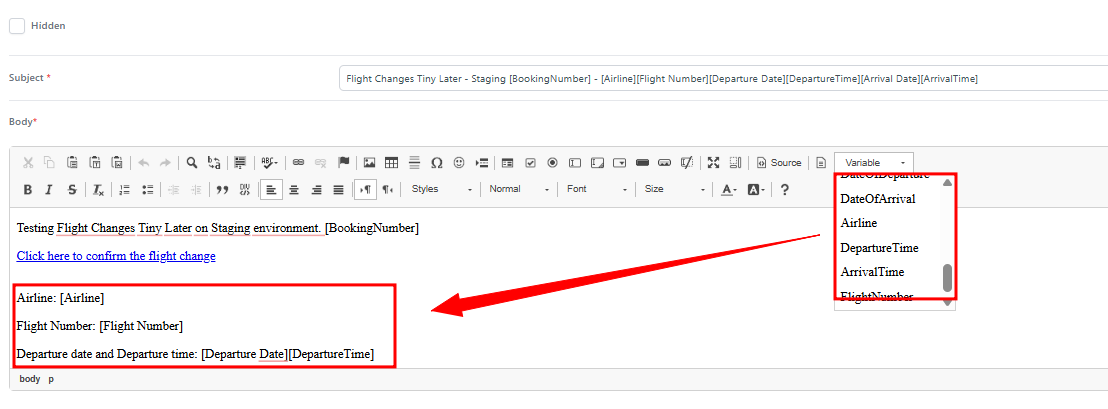 Hidden
Subject *
Flight Changes Tiny Later - Staging [BookingNumber] - [Airline][Flight Number][Departure Date][DepartureTime][Arrival Date][ArrivalTime]
Body*
Source
Variable
Styles
Normal
Font
Size
DateOfDeparture
DateOfArrival
Airline
DepartureTime
ArrivalTime
FlightNumber
Testing Flight Changes Tiny Later on Staging environment. [BookingNumber]
Click here to confirm the flight change
Airline: [Airline]
Flight Number: [Flight Number]
Departure date and Departure time: [Departure Date][DepartureTime]
body p